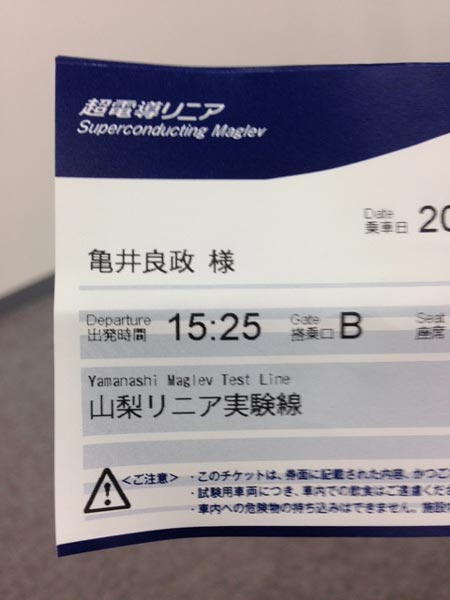 超電導リニア
Superconducting Maglev
Date
乗車日 20
亀井良政 様
Departure
出発時間 15:25
Gate
搭乗口 B
Seat
座席
Yamanashi Maglev Test Line
山梨リニア実験線
<ご注意> ・このチケットは、券面に記載された内容、かつご
・試験用車両につき、車内での飲食はご遠慮くださ
・車内への危険物の持ち込みはできません。施設